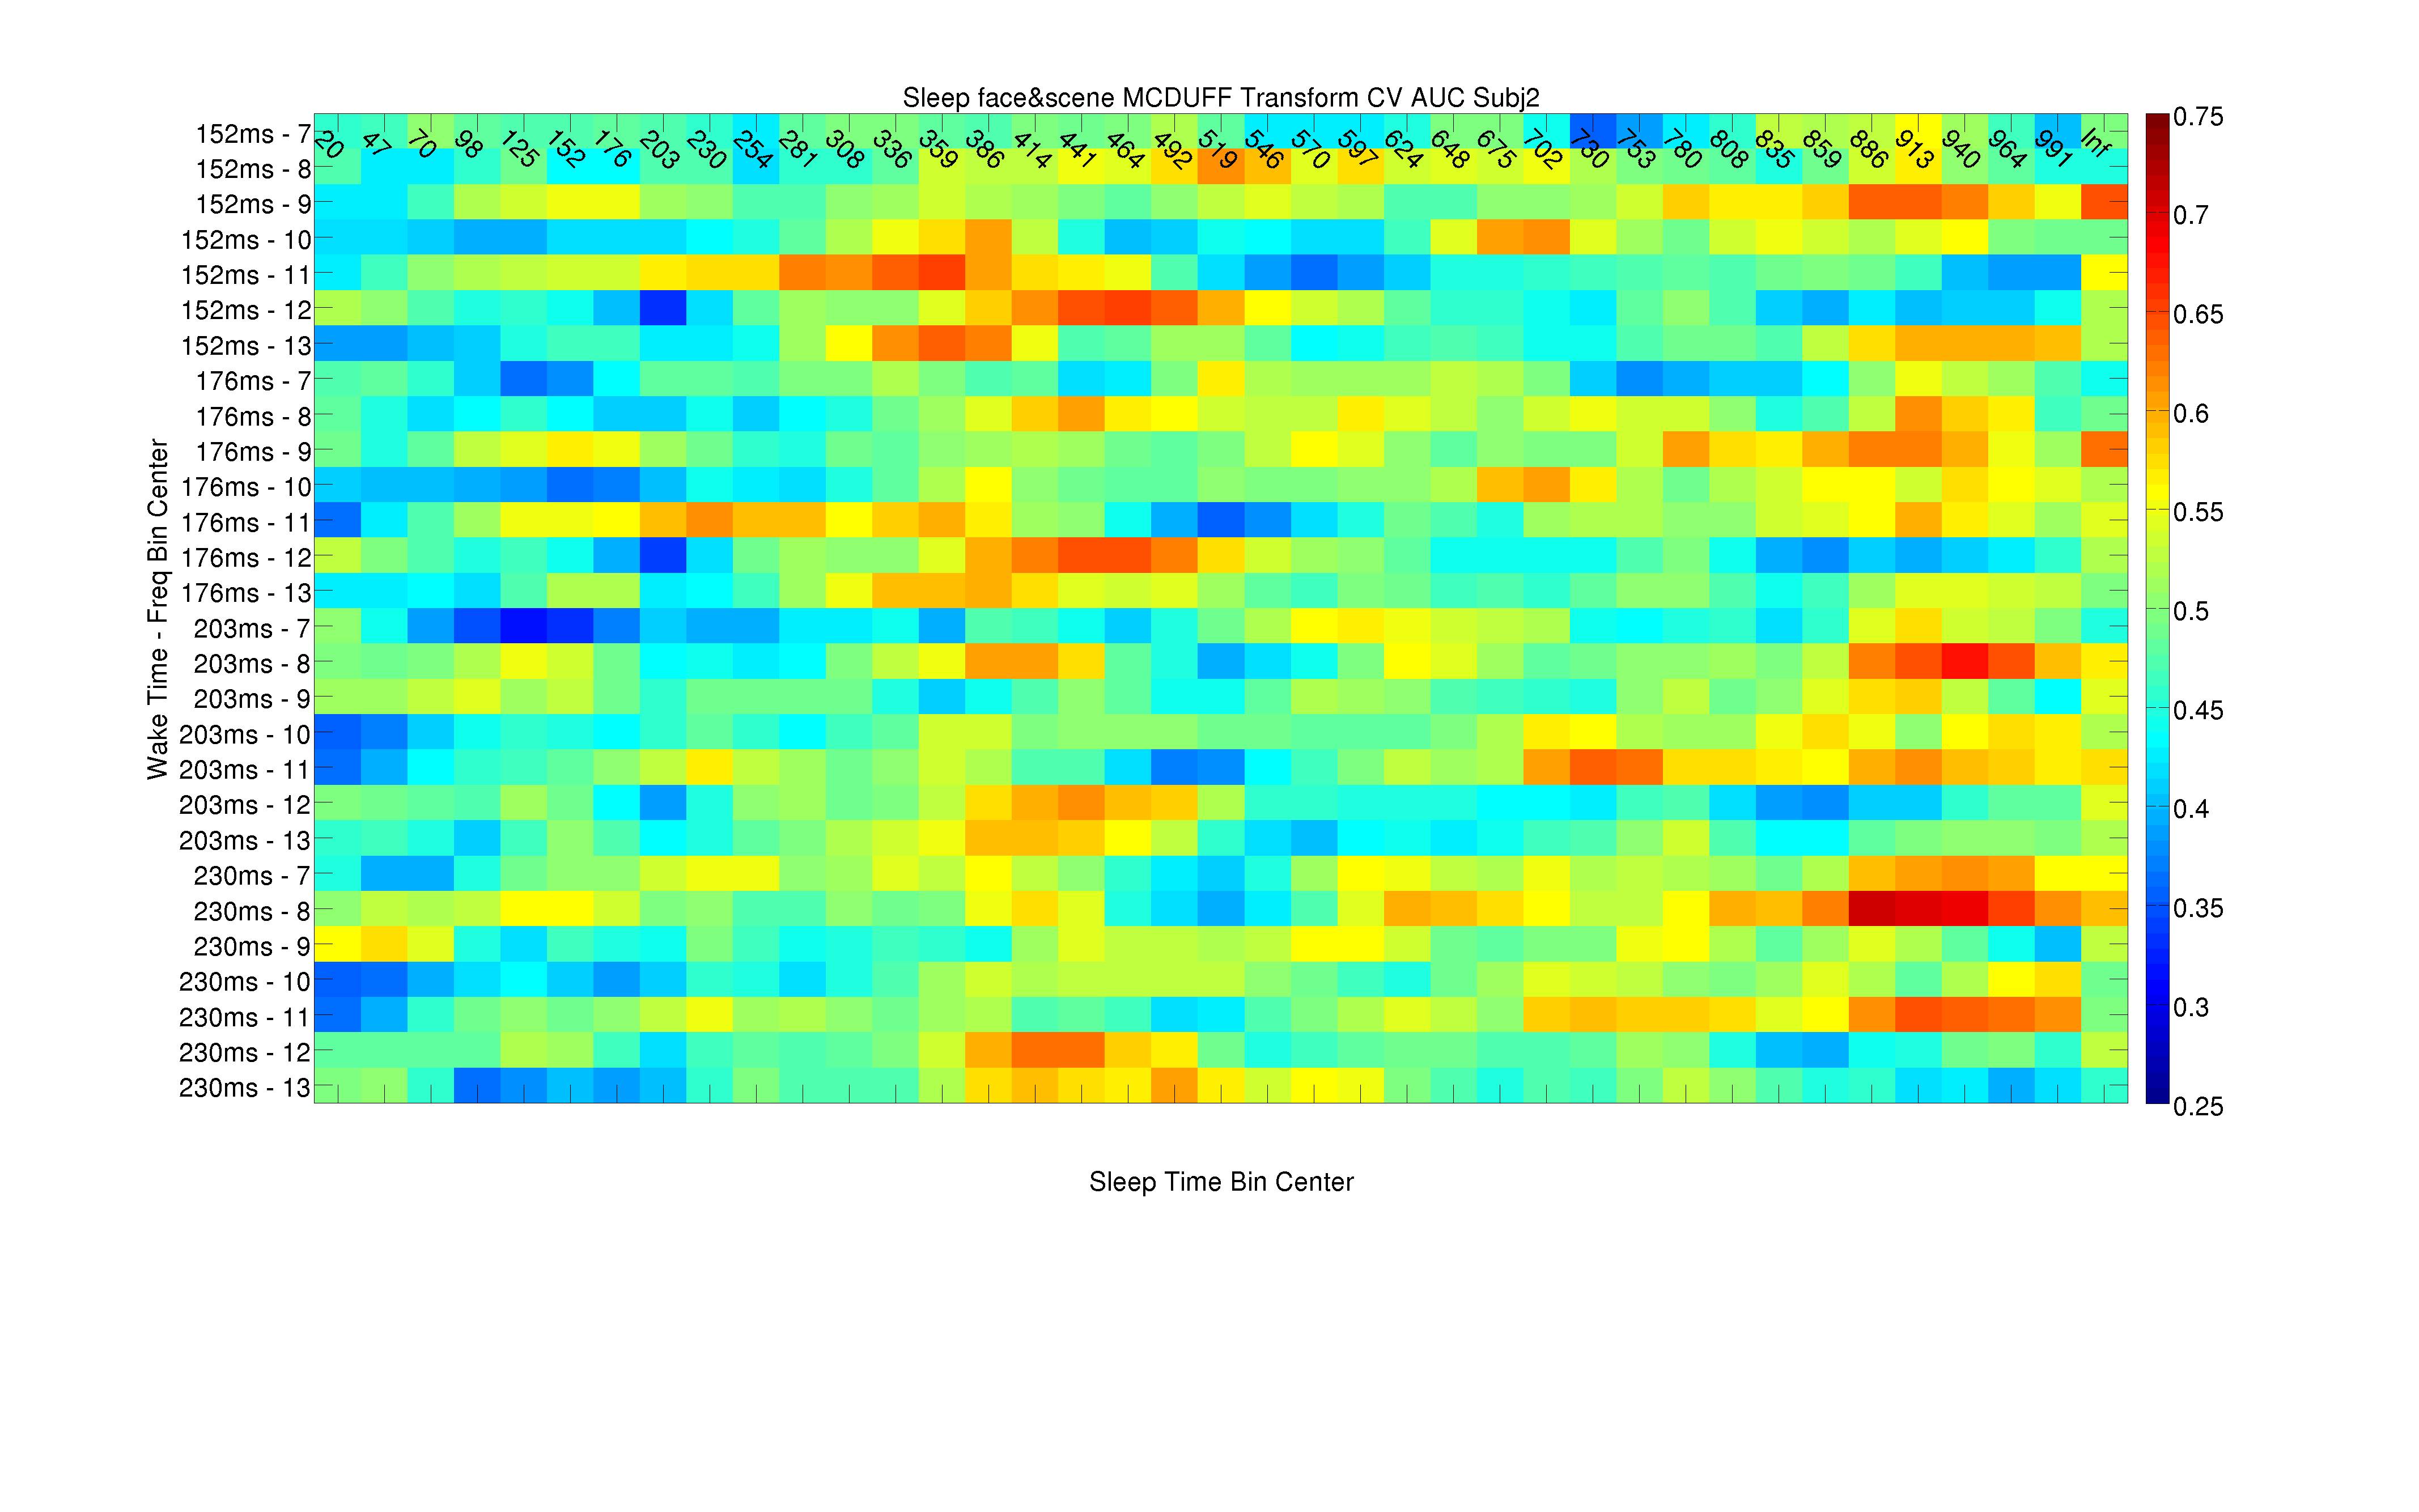 Sleep face&scene MCDUFF Transform CV AUC Subj2
20 47 70 98 125 152 176 203 230 254 281 308 336 359 386 414 441 464 492 519 546 570 597 624 648 675 702 730 753 780 808 835 859 886 913 940 964 991 Inf
Wake Time - Freq Bin Center
152ms - 7
152ms - 8
152ms - 9
152ms - 10
152ms - 11
152ms - 12
152ms - 13
176ms - 7
176ms - 8
176ms - 9
176ms - 10
176ms - 11
176ms - 12
176ms - 13
203ms - 7
203ms - 8
203ms - 9
203ms - 10
203ms - 11
203ms - 12
203ms - 13
230ms - 7
230ms - 8
230ms - 9
230ms - 10
230ms - 11
230ms - 12
230ms - 13
0.75
0.7
0.65
0.6
0.55
0.5
0.45
0.4
0.35
0.3
0.25
Sleep Time Bin Center